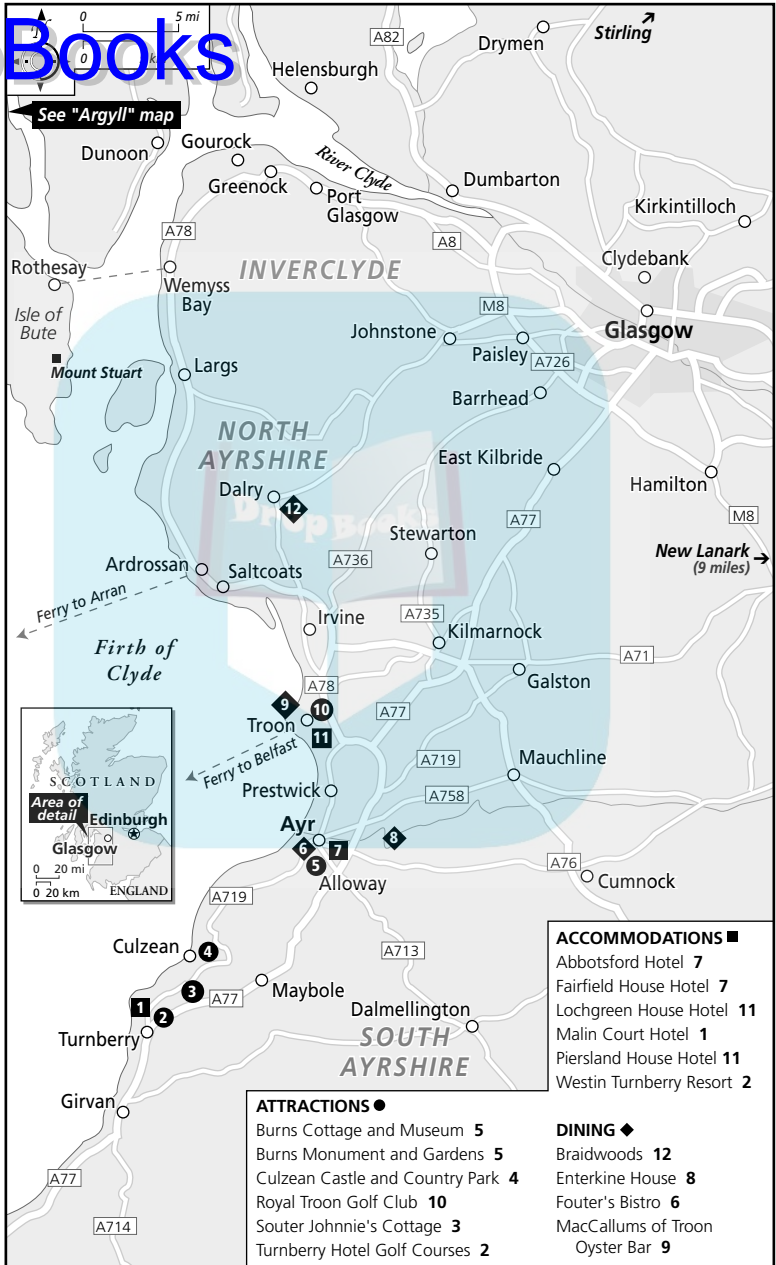 Books
0 5 mi
0
See "Argyll" map
A82
Drymen
Stirling
Helensburgh
Dunoon
Gourock
Greenock
River Clyde
Port
Glasgow
Dumbarton
Kirkintilloch
A78
A8
Clydebank
Rothesay
INVERCLYDE
Wemyss
Bay
Isle of
Bute
M8
Glasgow
Johnstone
Paisley
A726
Mount Stuart
Largs
Barrhead
NORTH
AYRSHIRE
East Kilbride
Hamilton
Dalry
12
Drop Books
A77
M8
Stewarton
New Lanark
(9 miles)
Ardrossan
Saltcoats
A736
Ferry to Arran
Irvine
A735
Kilmarnock
Firth of
Clyde
A71
A78
Galston
9
10
Troon
11
A77
Ferry to Belfast
A719
Mauchline
Prestwick
A758
SCOTLAND
Area of
detail
Edinburgh
Glasgow
0 20 mi
0 20 km
ENGLAND
Ayr
6
7
8
5
Alloway
A76
Cumnock
A719
Culzean
4
A713
3
A77
Maybole
1
2
Turnberry
Dalmellington
SOUTH
AYRSHIRE
Girvan
A77
A714
ACCOMMODATIONS
Abbotsford Hotel 7
Fairfield House Hotel 7
Lochgreen House Hotel 11
Malin Court Hotel 1
Piersland House Hotel 11
Westin Turnberry Resort 2
ATTRACTIONS
Burns Cottage and Museum 5
Burns Monument and Gardens 5
Culzean Castle and Country Park 4
Royal Troon Golf Club 10
Souter Johnnie's Cottage 3
Turnberry Hotel Golf Courses 2
DINING
Braidwoods 12
Enterkine House 8
Fouter's Bistro 6
MacCallums of Troon
Oyster Bar 9